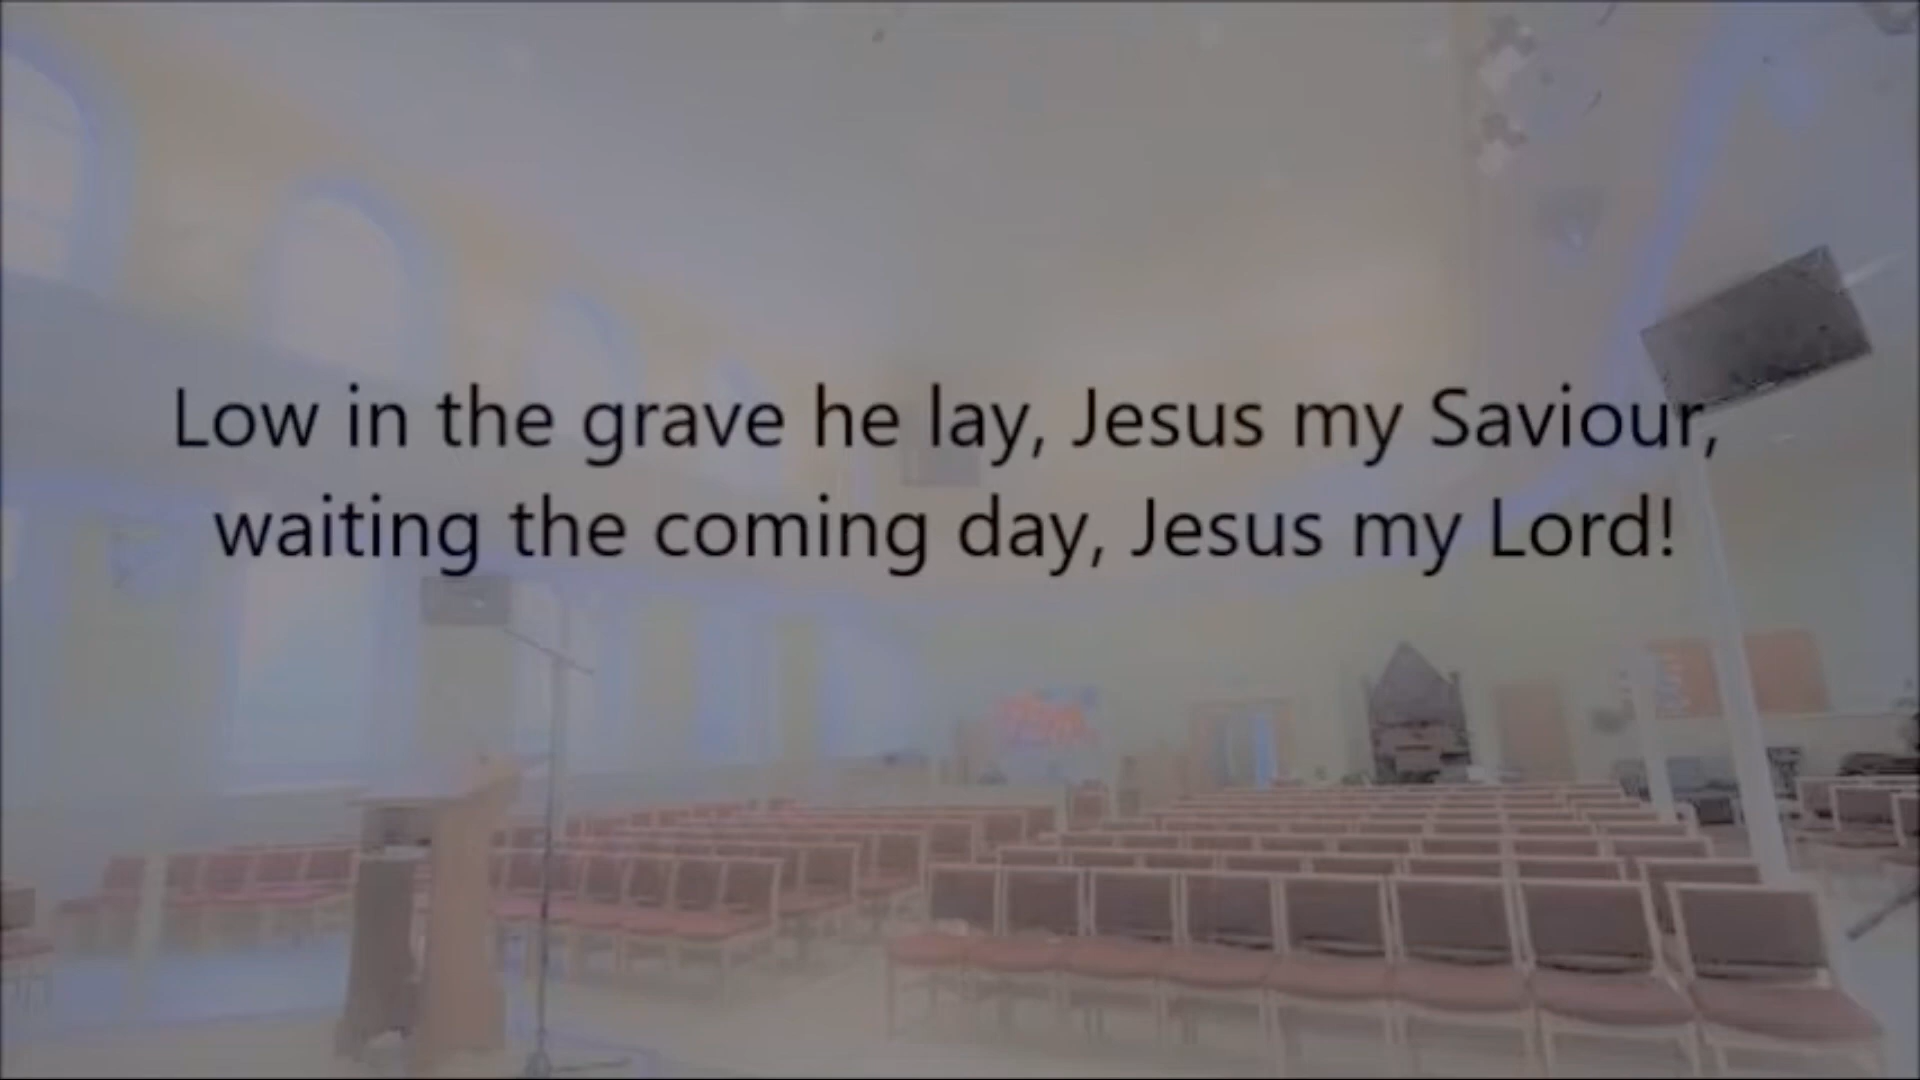 Low in the grave he lay, Jesus my Saviour,
waiting the coming day, Jesus my Lord!